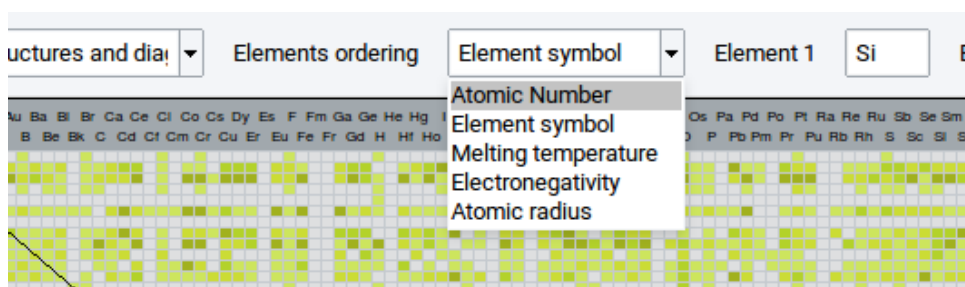 uctures and dia Elements ordering Element symbol Element 1 Si
Atomic Number
Element symbol
Melting temperature
Electronegativity
Atomic radius
Au Ba Bi Br Ca Ce Cl Co Cs Dy Es F Fm Ga Ge He Hg Os Pa Pd Po Pt Ra Re Ru Sb Se Sm
B Be Bk C Cd Cf Cm Cr Cu Er Eu Fe Fr Gd H Hf Ho P Pb Pm Pr Pu Rb Rh S Sc Si